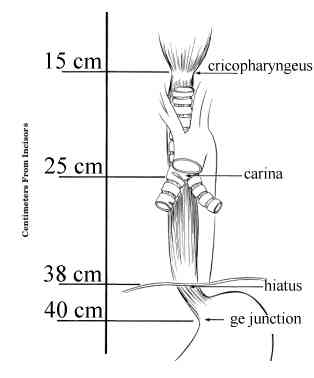 15 cm
cricopharyngeus
Centimeters From Incisors
25 cm
carina
38 cm
hiatus
40 cm
ge junction